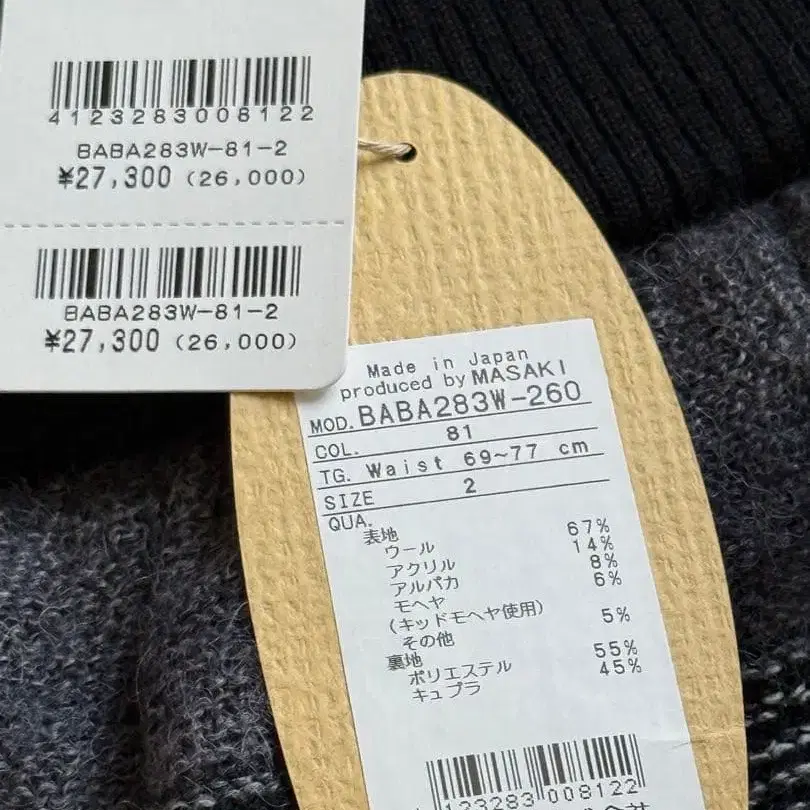 4123283008122
BABA283W-81-2
¥27,300 (26,000)
BABA283W-81-2
¥27,300 (26,000)
Made in Japan
produced by MASAKI
MOD. BABA283W-260
COL. 81
TG. Waist 69~77 cm
SIZE 2
QUA.
表地
ウール 67%
アクリル 14%
アルパカ 8%
モヘヤ 6%
(キッドモヘヤ使用)
その他 5%
裏地
ポリエステル 55%
キュプラ 45%
123283 008122